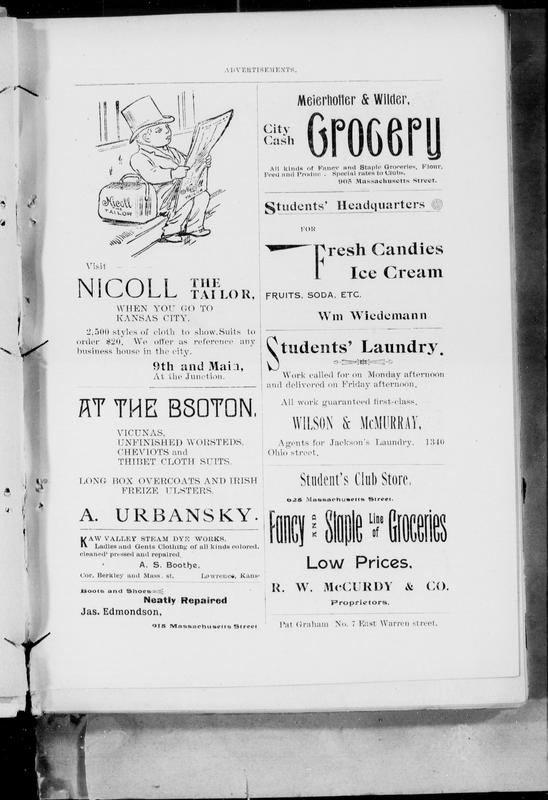 ADVERTISEMENTS.
Nicoll
THE
TAILOR
Visit
NICOLL THE
TAILOR,
WHEN YOU GO TO
KANSAS CITY.
2,500 styles of cloth to show. Suits to
order $20. We offer as reference any
business house in the city.
9th and Main,
At the Junction.
AT THE BSOTON,
VICUNAS,
UNFINISHED WORSTEDS,
CHEVIOTS and
THIBET CLOTH SUITS.
LONG BOX OVERCOATS AND IRISH
FREIZE ULSTERS.
A. URBANSKY.
KAW VALLEY STEAM DYE WORKS.
Ladies and Gents Clothing of all kinds colored,
cleaned pressed and repaired.
A. S. Boothe,
Cor. Berkley and Mass. st. Lawrence, Kans
Boots and Shoes
Neatly Repaired
Jas. Edmondson,
915 Massachusetts Street
Meierhoffer & Wilder,
City
Cash Grocery
All kinds of Fancy and Staple Groceries, Flour,
Feed and Produc . Special rates to Clubs.
905 Massachusetts Street.
Students' Headquarters
FOR
Fresh Candies
Ice Cream
FRUITS, SODA, ETC.
Wm Wiedemann
Students' Laundry.
Work called for on Monday afternoon
and delivered on Friday afternoon.
All work guaranteed first-class.
WILSON & McMURRAY,
Agents for Jackson's Laundry. 1346
Ohio street.
Student's Club Store,
625 Massachusetts Street.
Fancy AND Staple Line of Groceries
Low Prices,
R. W. McCURDY & CO.
Proprietors.
Pat Graham No. 7 East Warren street.